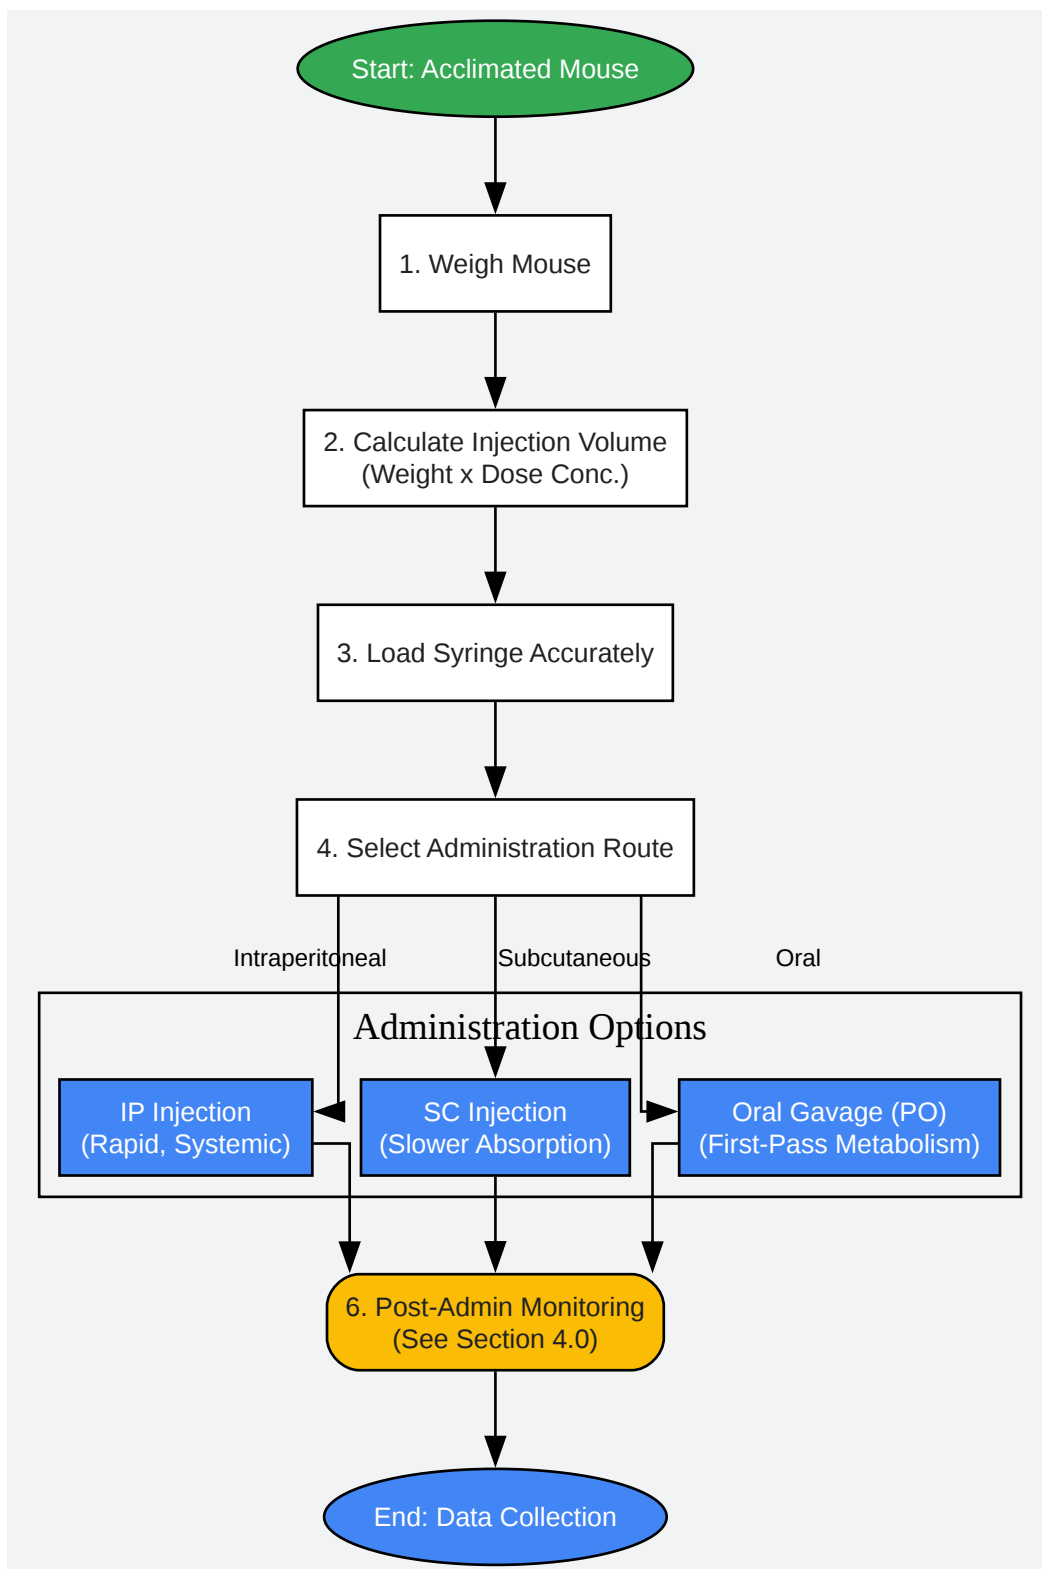 Start: Acclimated Mouse
1. Weigh Mouse
2. Calculate Injection Volume
(Weight x Dose Conc.)
3. Load Syringe Accurately
4. Select Administration Route
Intraperitoneal
Subcutaneous
Oral
Administration Options
IP Injection
(Rapid, Systemic)
SC Injection
(Slower Absorption)
Oral Gavage (PO)
(First-Pass Metabolism)
6. Post-Admin Monitoring
(See Section 4.0)
End: Data Collection